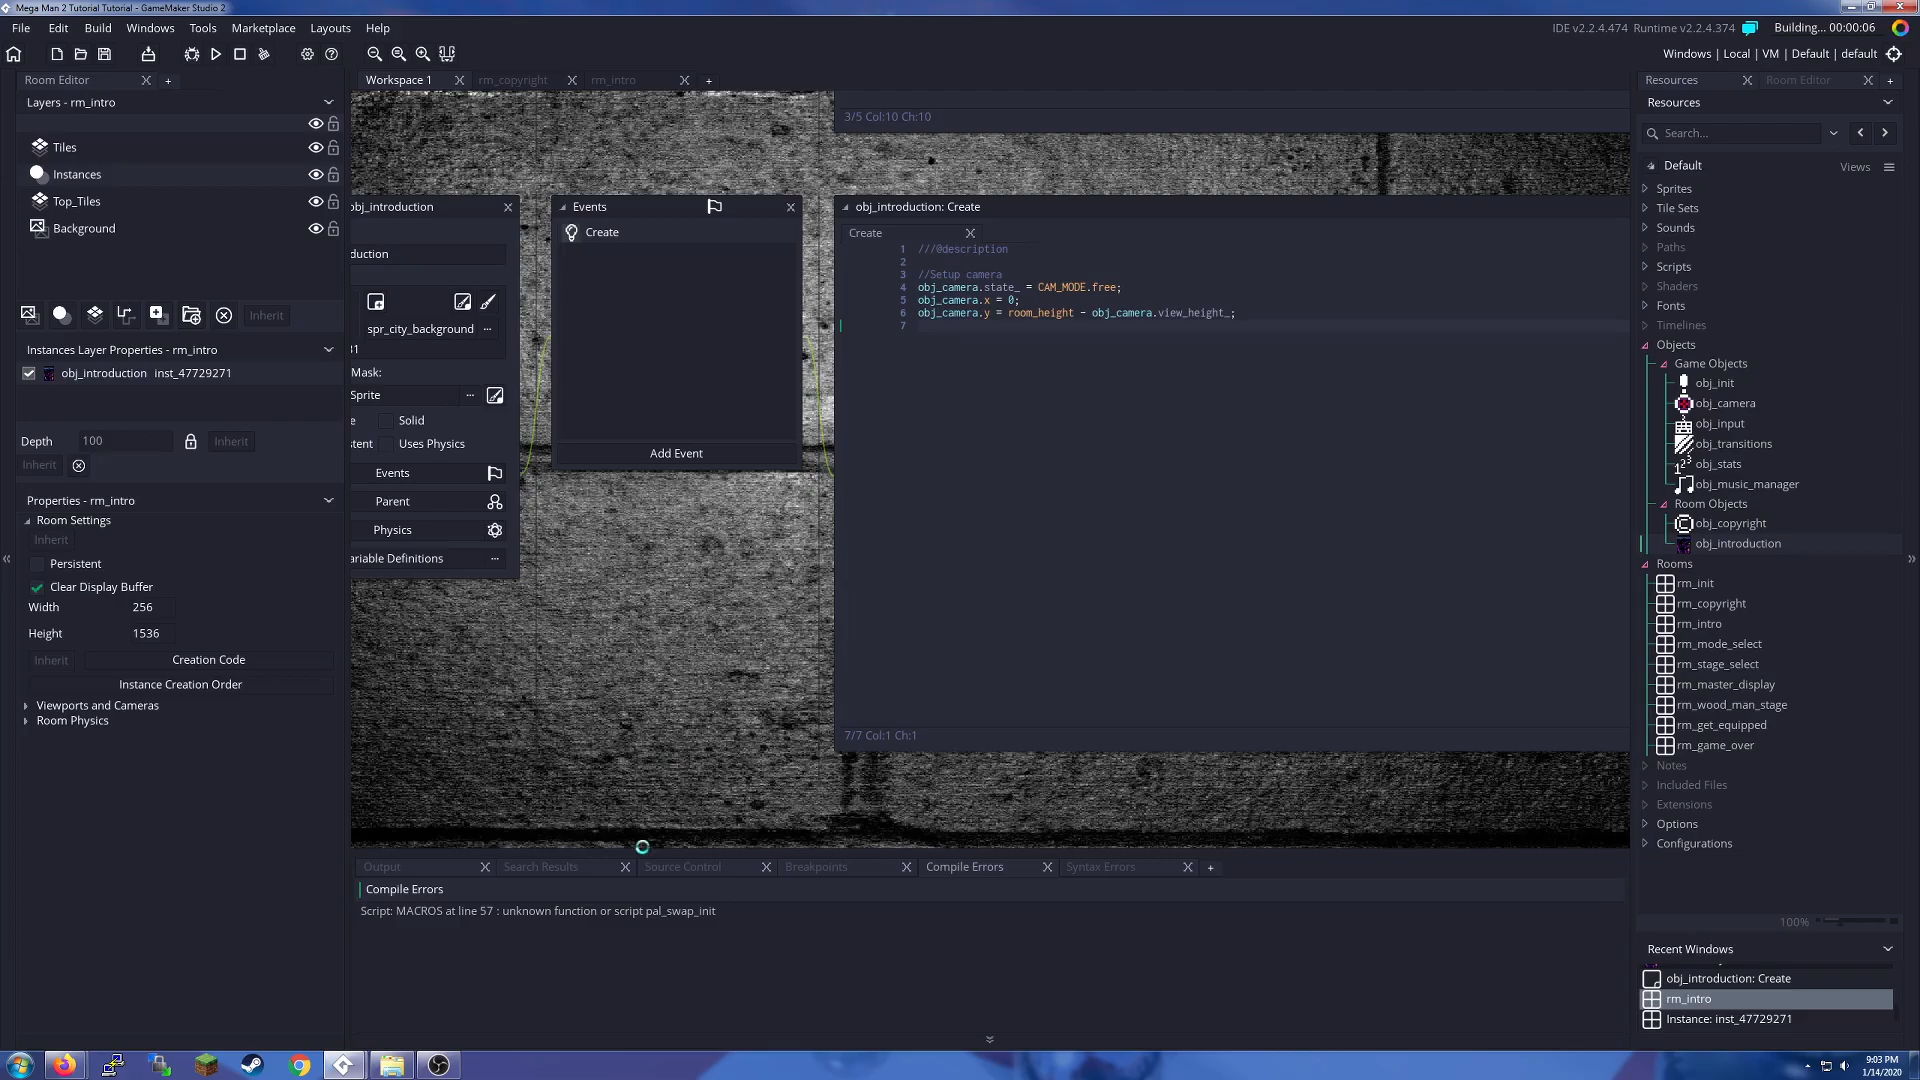 Mega Man 2 Tutorial Tutorial - GameMaker Studio 2
File Edit Build Windows Tools Marketplace Layouts Help
IDE v2.2.4.474 Runtime v2.2.4.374 Building... 00:00:06
Windows | Local | VM | Default | default
Room Editor
Layers - rm_intro
Tiles
Instances
Top_Tiles
Background
Inherit
Instances Layer Properties - rm_intro
obj_introduction inst_47729271
Depth 100 Inherit
Inherit
Properties - rm_intro
Room Settings
Inherit
Persistent
Clear Display Buffer
Width 256
Height 1536
Inherit Creation Code
Instance Creation Order
Viewports and Cameras
Room Physics
Workspace 1 rm_copyright rm_intro
3/5 Col:10 Ch:10
obj_introduction
duction
spr_city_background ...
Mask:
Sprite ...
Solid
Uses Physics
Events
Parent
Physics
ariable Definitions ...
Events
Create
Add Event
obj_introduction: Create
Create
1 ///@description
2
3 //Setup camera
4 obj_camera.state_ = CAM_MODE.free;
5 obj_camera.x = 0;
6 obj_camera.y = room_height - obj_camera.view_height_;
7
7/7 Col:1 Ch:1
Output Search Results Source Control Breakpoints Compile Errors Syntax Errors
Compile Errors
Script: MACROS at line 57 : unknown function or script pal_swap_init
Resources Room Editor
Resources
Search...
Default Views
Sprites
Tile Sets
Sounds
Paths
Scripts
Shaders
Fonts
Timelines
Objects
Game Objects
obj_init
obj_camera
obj_input
obj_transitions
obj_stats
obj_music_manager
Room Objects
obj_copyright
obj_introduction
Rooms
rm_init
rm_copyright
rm_intro
rm_mode_select
rm_stage_select
rm_master_display
rm_wood_man_stage
rm_get_equipped
rm_game_over
Notes
Included Files
Extensions
Options
Configurations
100%
Recent Windows
obj_introduction: Create
rm_intro
Instance: inst_47729271
9:03 PM
1/14/2020